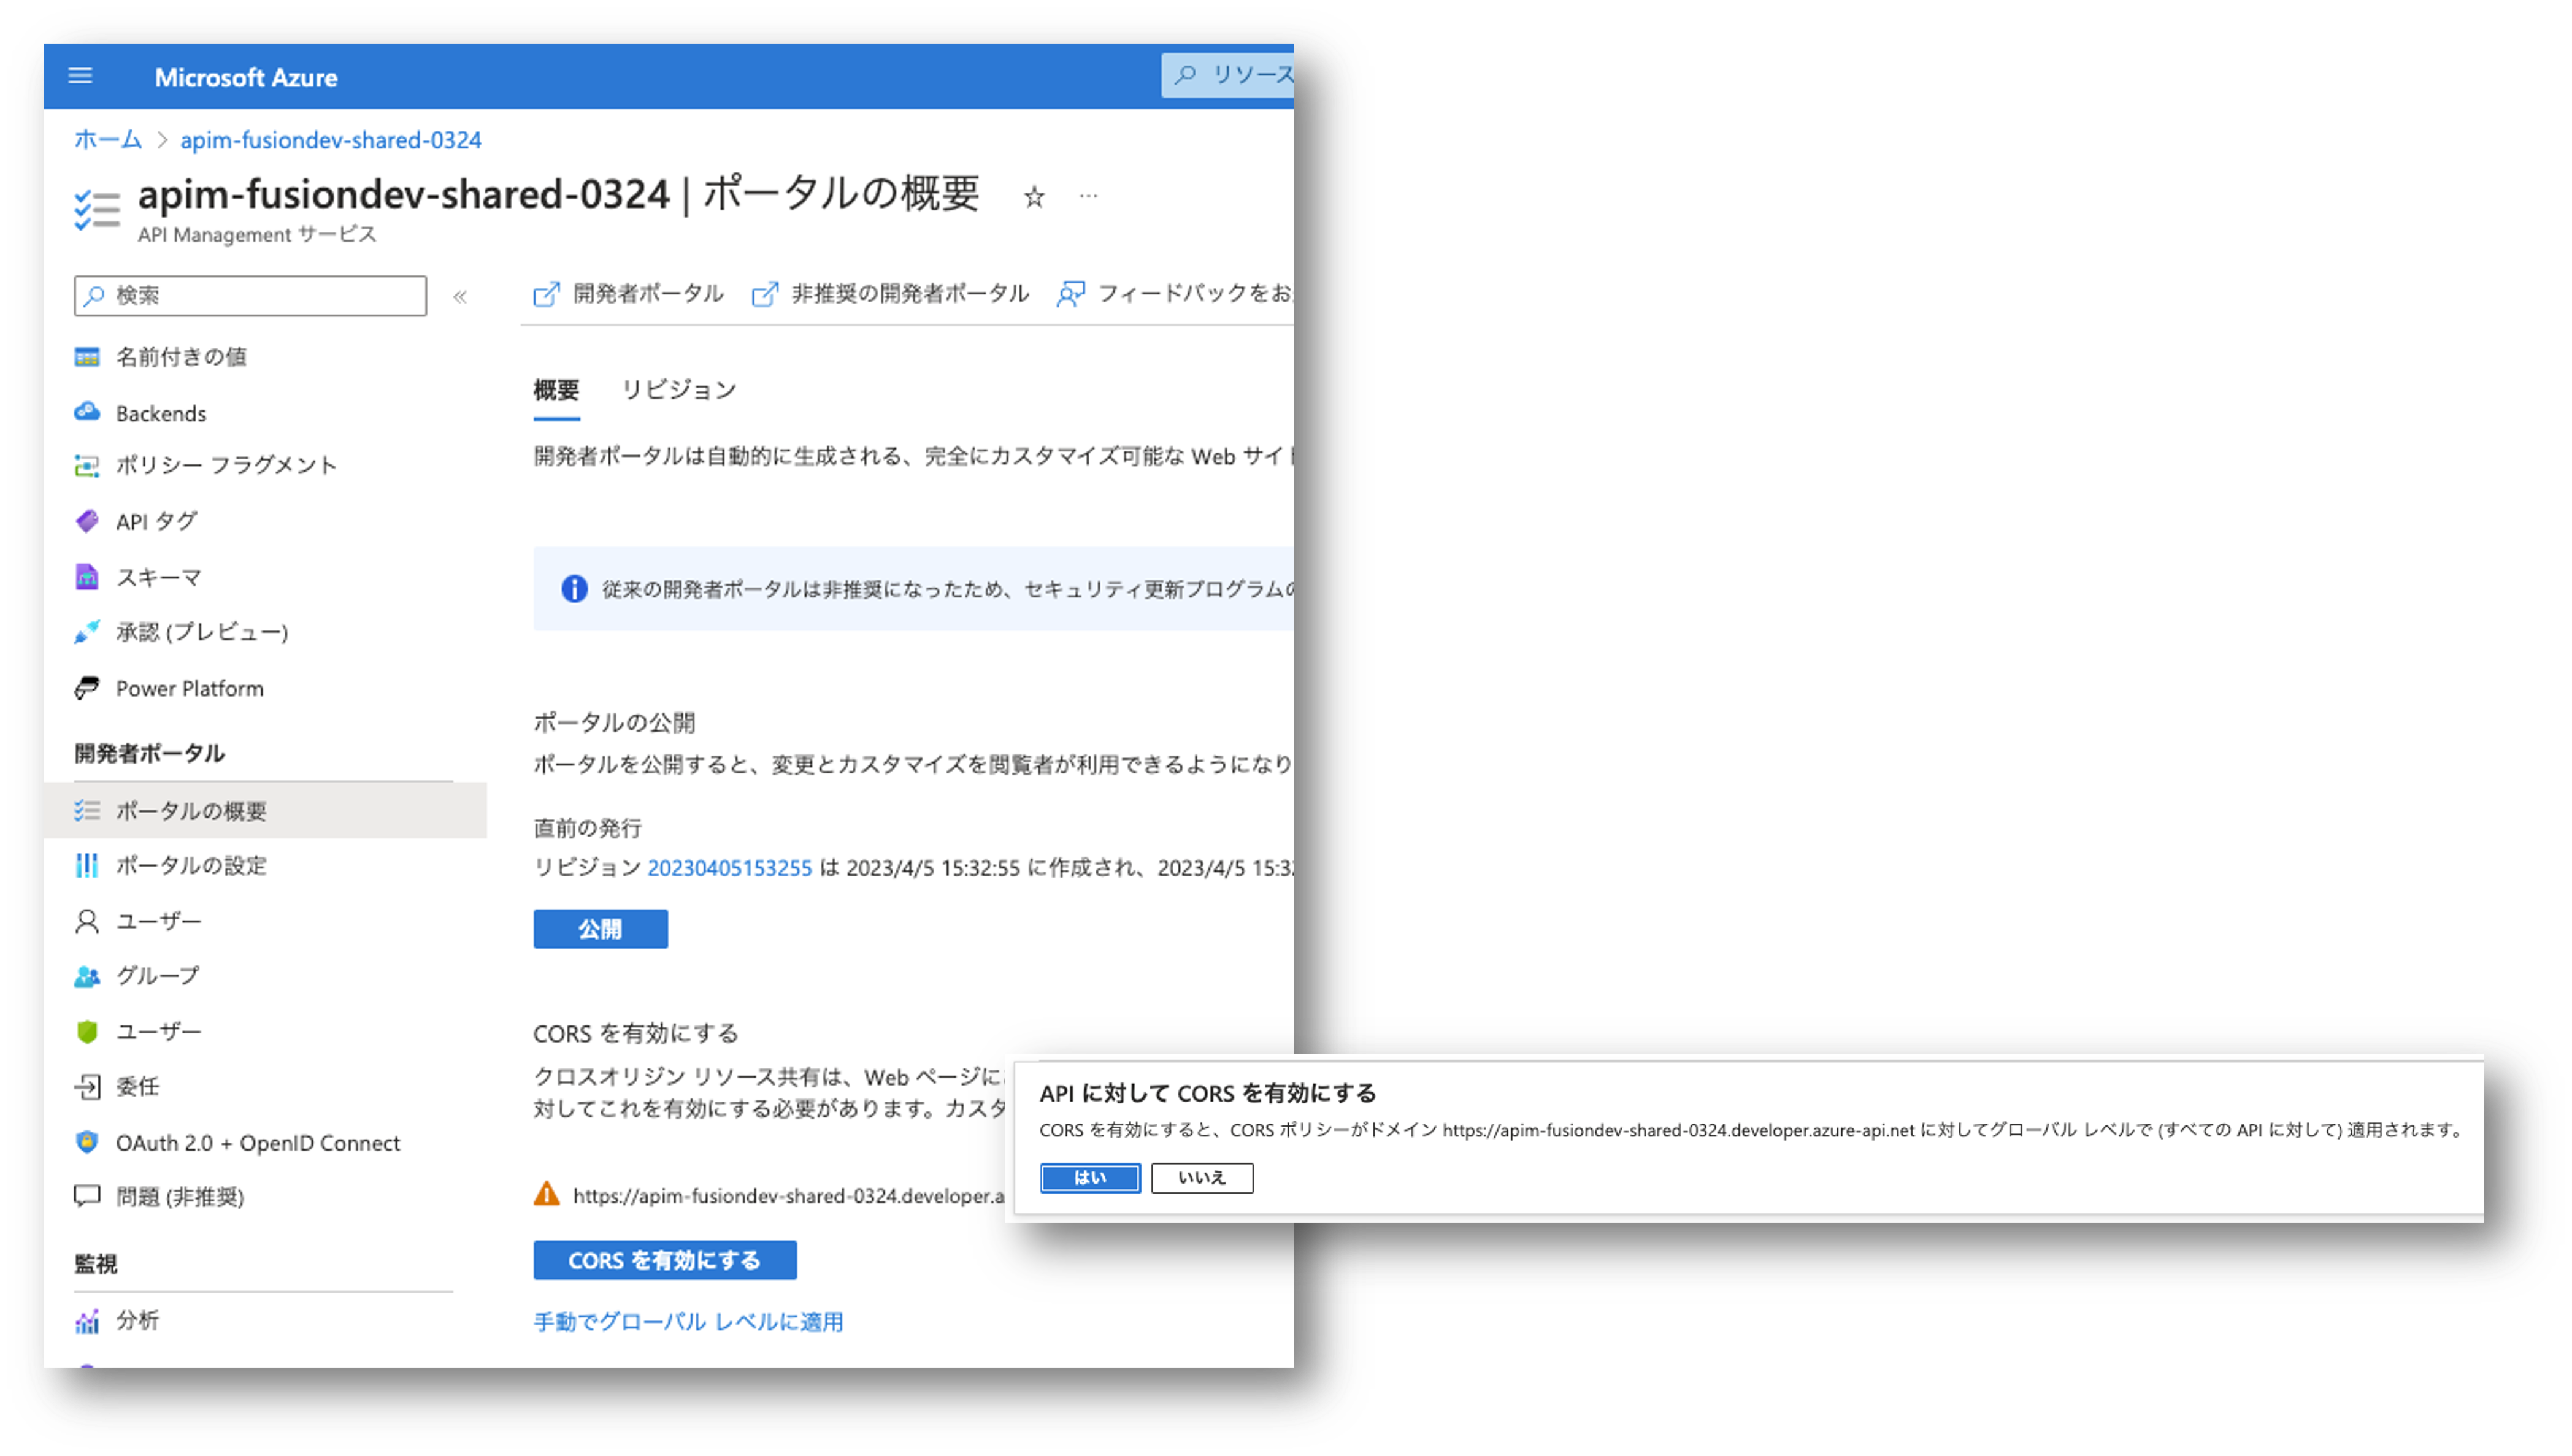 Microsoft Azure
リソース
ホーム > apim-fusiondev-shared-0324
apim-fusiondev-shared-0324 | ポータルの概要
API Management サービス
検索
名前付きの値
Backends
ポリシー フラグメント
API タグ
スキーマ
承認 (プレビュー)
Power Platform
開発者ポータル
ポータルの概要
ポータルの設定
ユーザー
グループ
ユーザー
委任
OAuth 2.0 + OpenID Connect
問題 (非推奨)
監視
分析
開発者ポータル 非推奨の開発者ポータル フィードバックをお
概要 リビジョン
開発者ポータルは自動的に生成される、完全にカスタマイズ可能な Web サイ
従来の開発者ポータルは非推奨になったため、セキュリティ更新プログラムの
ポータルの公開
ポータルを公開すると、変更とカスタマイズを閲覧者が利用できるようになり
直前の発行
リビジョン 20230405153255 は 2023/4/5 15:32:55 に作成され、2023/4/5 15:3
公開
CORS を有効にする
クロスオリジン リソース共有は、Web ページに
対してこれを有効にする必要があります。カスタ
https://apim-fusiondev-shared-0324.developer.a
CORS を有効にする
手動でグローバル レベルに適用
API に対して CORS を有効にする
CORS を有効にすると、CORS ポリシーがドメイン https://apim-fusiondev-shared-0324.developer.azure-api.net に対してグローバル レベルで (すべての API に対して) 適用されます。
はい いいえ